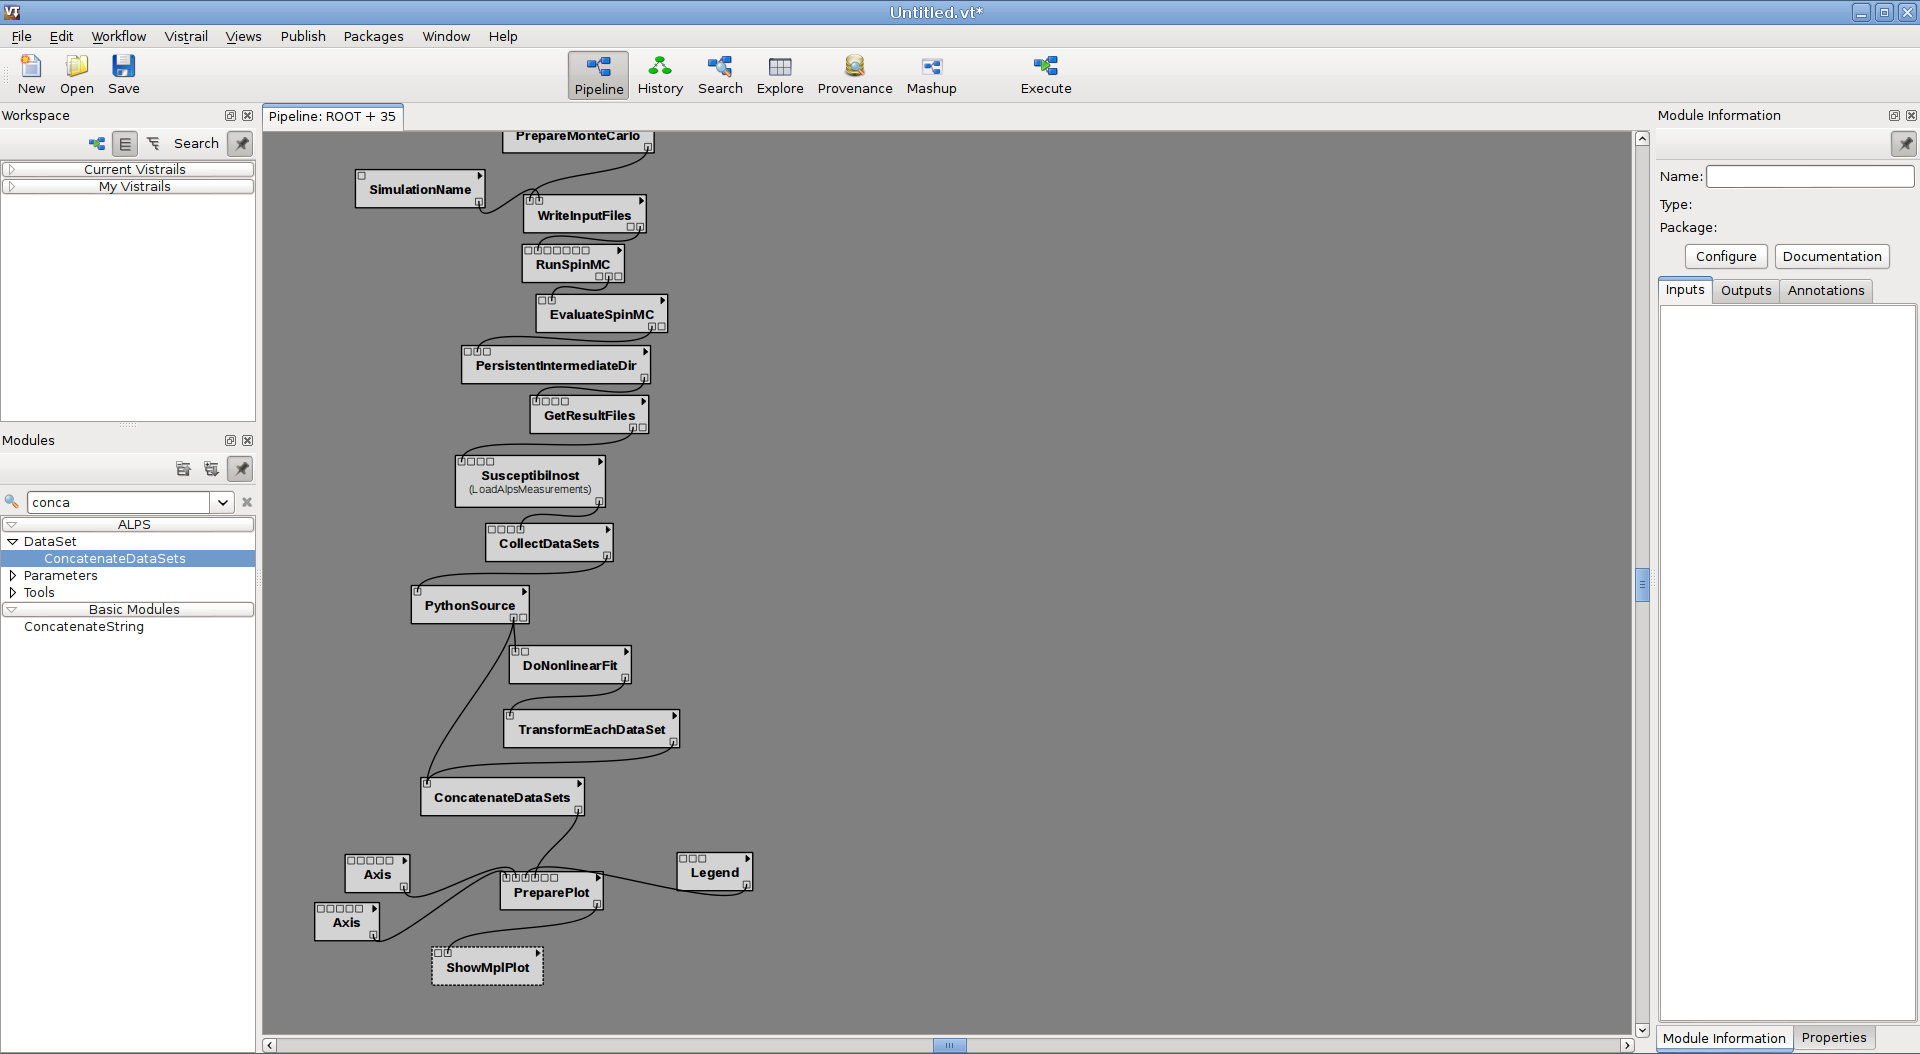 Untitled.vt*
File Edit Workflow Vistrail Views Publish Packages Window Help
New Open Save Pipeline History Search Explore Provenance Mashup Execute
Workspace
Search
Current Vistrails
My Vistrails
Modules
conca
ALPS
DataSet
ConcatenateDataSets
Parameters
Tools
Basic Modules
ConcatenateString
Pipeline: ROOT + 35
PrepareMonteCarlo
SimulationName
WriteInputFiles
RunSpinMC
EvaluateSpinMC
PersistentIntermediateDir
GetResultFiles
Susceptibilnost
(LoadAlpsMeasurements)
CollectDataSets
PythonSource
DoNonlinearFit
TransformEachDataSet
ConcatenateDataSets
Axis
Legend
PreparePlot
Axis
ShowMplPlot
Module Information
Name:
Type:
Package:
Configure Documentation
Inputs Outputs Annotations
Module Information Properties